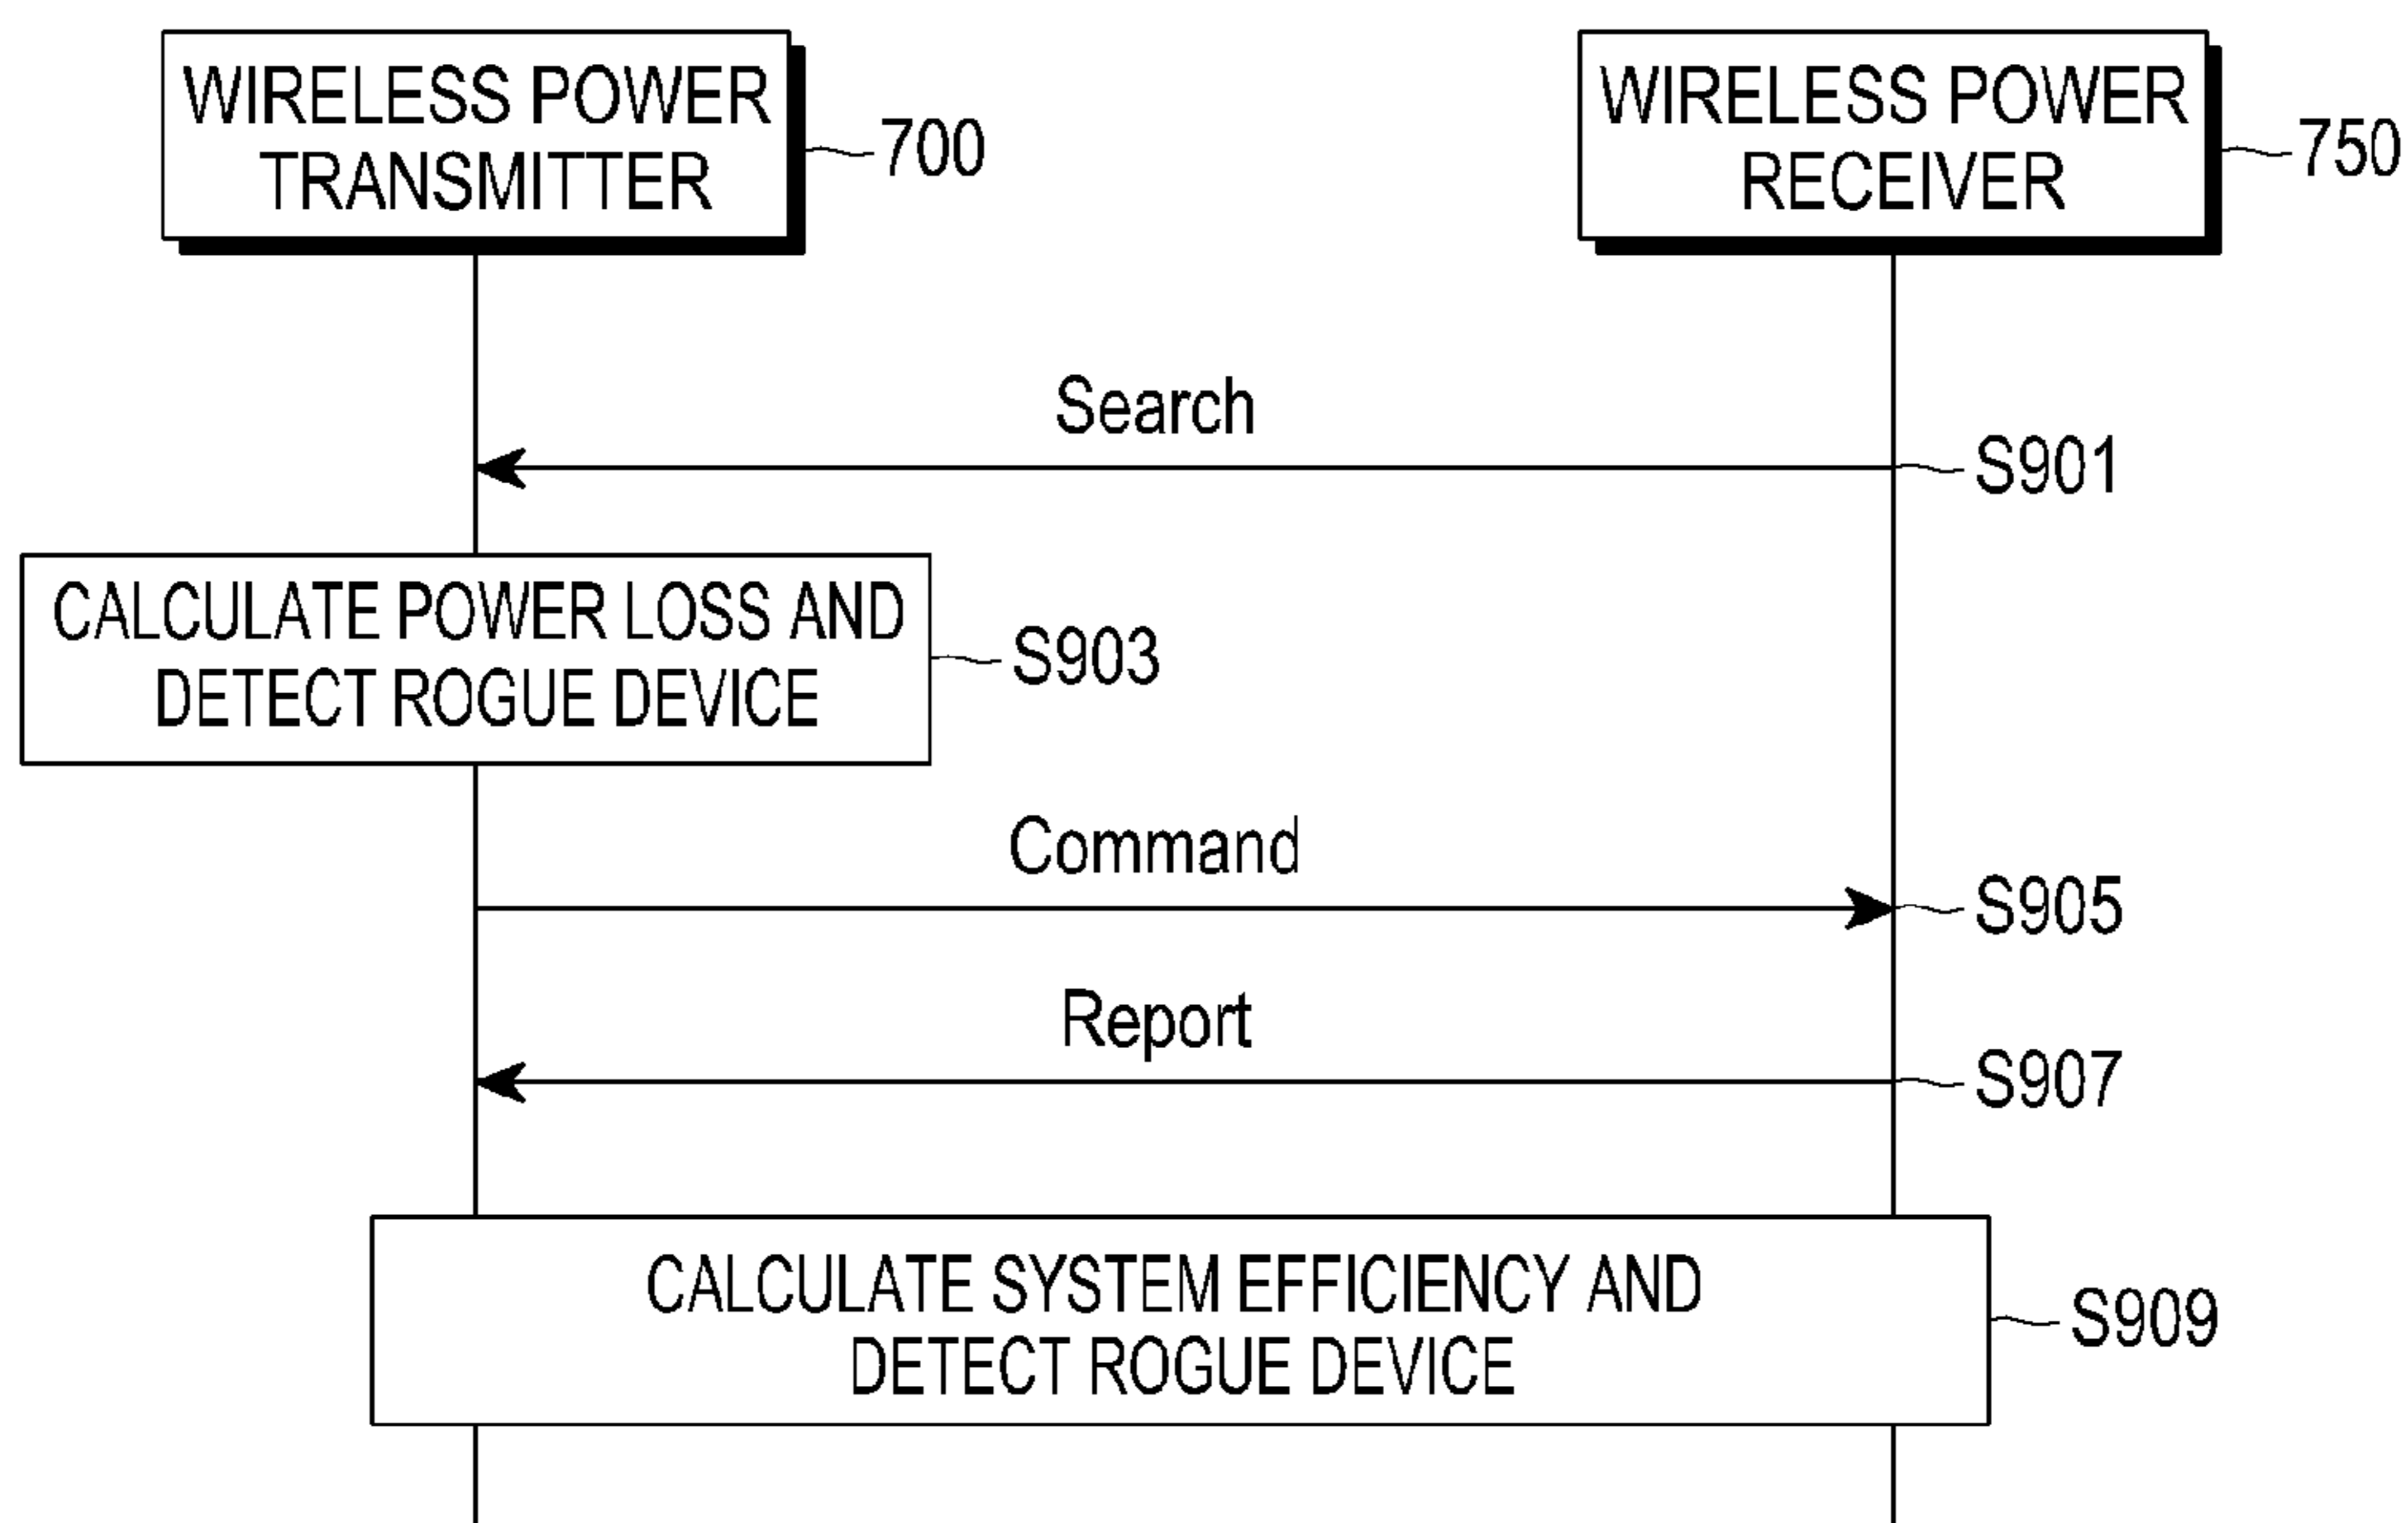 WIRELESS POWER
TRANSMITTER
700
WIRELESS POWER
RECEIVER
750
Search
S901
CALCULATE POWER LOSS AND
DETECT ROGUE DEVICE
S903
Command
S905
Report
S907
CALCULATE SYSTEM EFFICIENCY AND
DETECT ROGUE DEVICE
S909